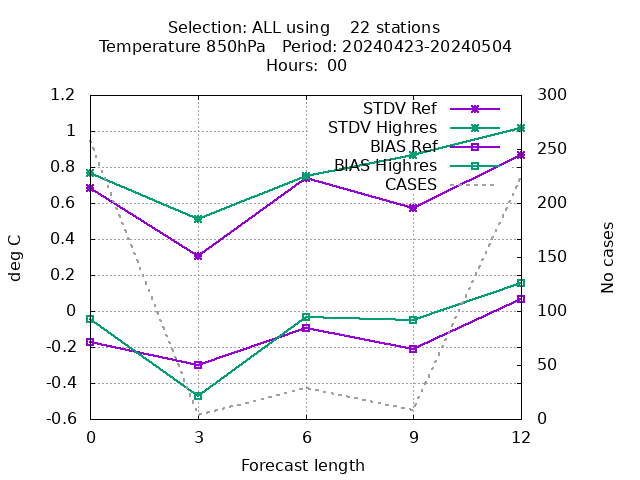 Selection: ALL using    22 stations
Temperature 850hPa   Period: 20240423-20240504
Hours:  00
STDV Ref
STDV Highres
BIAS Ref
BIAS Highres
CASES
1.2
1
0.8
0.6
0.4
0.2
0
-0.2
-0.4
-0.6
deg C
300
250
200
150
100
50
0
No cases
0 3 6 9 12
Forecast length